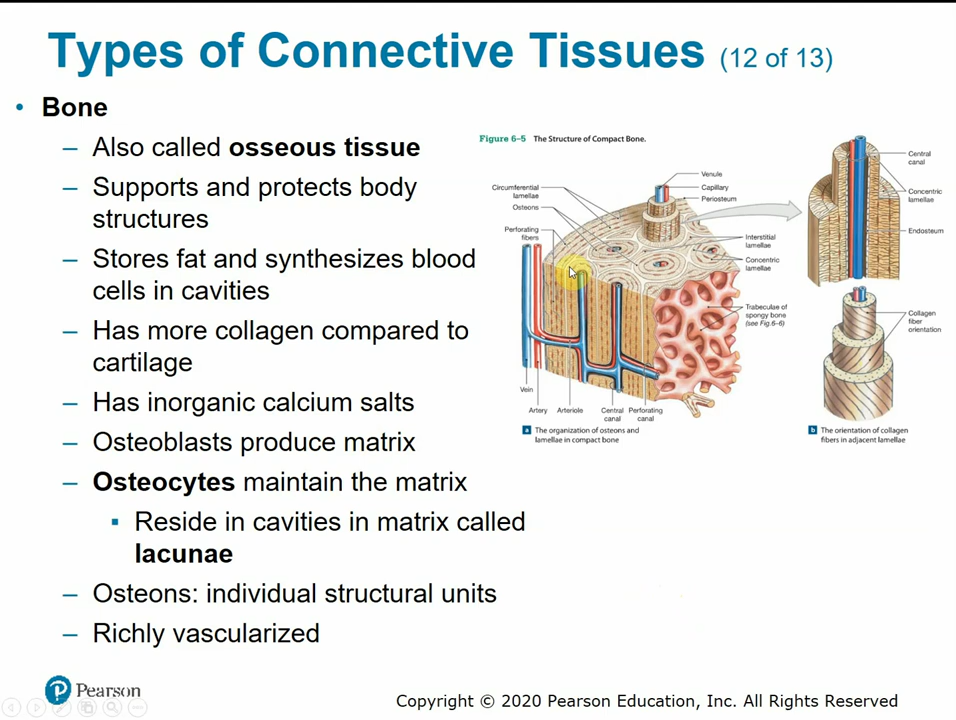 Types of Connective Tissues (12 of 13)
• Bone
– Also called osseous tissue
– Supports and protects body
structures
– Stores fat and synthesizes blood
cells in cavities
– Has more collagen compared to
cartilage
– Has inorganic calcium salts
– Osteoblasts produce matrix
– Osteocytes maintain the matrix
▪ Reside in cavities in matrix called
lacunae
– Osteons: individual structural units
– Richly vascularized
Figure 6–5 The Structure of Compact Bone.
Venule
Capillary
Periosteum
Circumferential
lamellae
Osteons
Perforating
fibers
Interstitial
lamellae
Concentric
lamellae
Trabeculae of
spongy bone
(see Fig.6–6)
Vein
Artery
Arteriole
Central
canal
Perforating
canal
a The organization of osteons and
lamellae in compact bone
Central
canal
Concentric
lamellae
Endosteum
Collagen
fiber
orientation
b The orientation of collagen
fibers in adjacent lamellae
P Pearson
Copyright © 2020 Pearson Education, Inc. All Rights Reserved